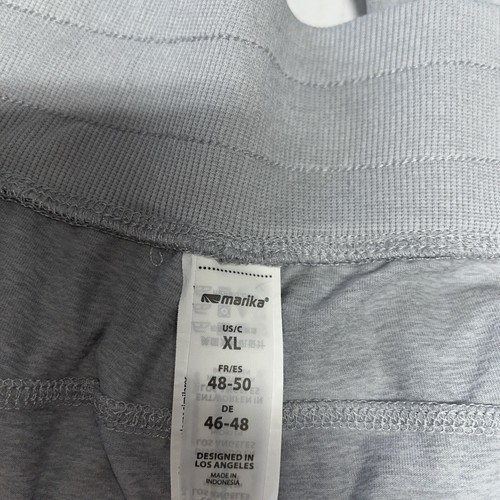 marika®
US/C
XL
FR/ES
48-50
DE
46-48
DESIGNED IN
LOS ANGELES
MADE IN
INDONESIA